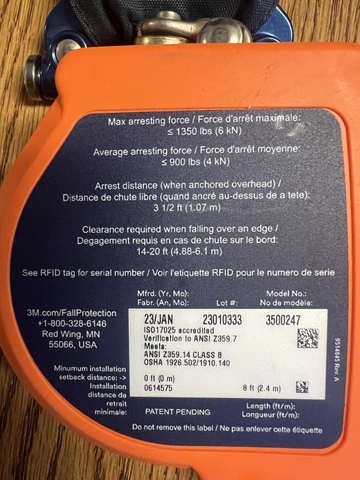 Max arresting force / Force d'arrêt maximale:
≤ 1350 lbs (6 kN)
Average arresting force / Force d'arrêt moyenne:
≤ 900 lbs (4 kN)
Arrest distance (when anchored overhead) /
Distance de chute libre (quand ancré au-dessus de a tete):
3 1/2 ft (1.07 m)
Clearance required when falling over an edge /
Degagement requis en cas de chute sur le bord:
14-20 ft (4.88-6.1 m)
See RFID tag for serial number / Voir l'etiquette RFID pour le numero de serie
3M.com/FallProtection
+1-800-328-6146
Red Wing, MN
55066, USA
Mfrd. (Yr, Mo):
Fabr. (An, Mo):
Lot #:
Model No.:
No de modèle:
23/JAN 23010333 3500247
ISO17025 accredited
Verification to ANSI Z359.7
Meets:
ANSI Z359.14 CLASS B
OSHA 1926.502/1910.140
Minimum installation
setback distance: ->
Installation
distance de
retrait
minimale:
0 ft (0 m)
0614575
8 ft (2.4 m)
PATENT PENDING
Length (ft/m):
Longueur (ft/m):
Do not remove this label / Ne pas enlever cette étiquette
9514845 Rev. A